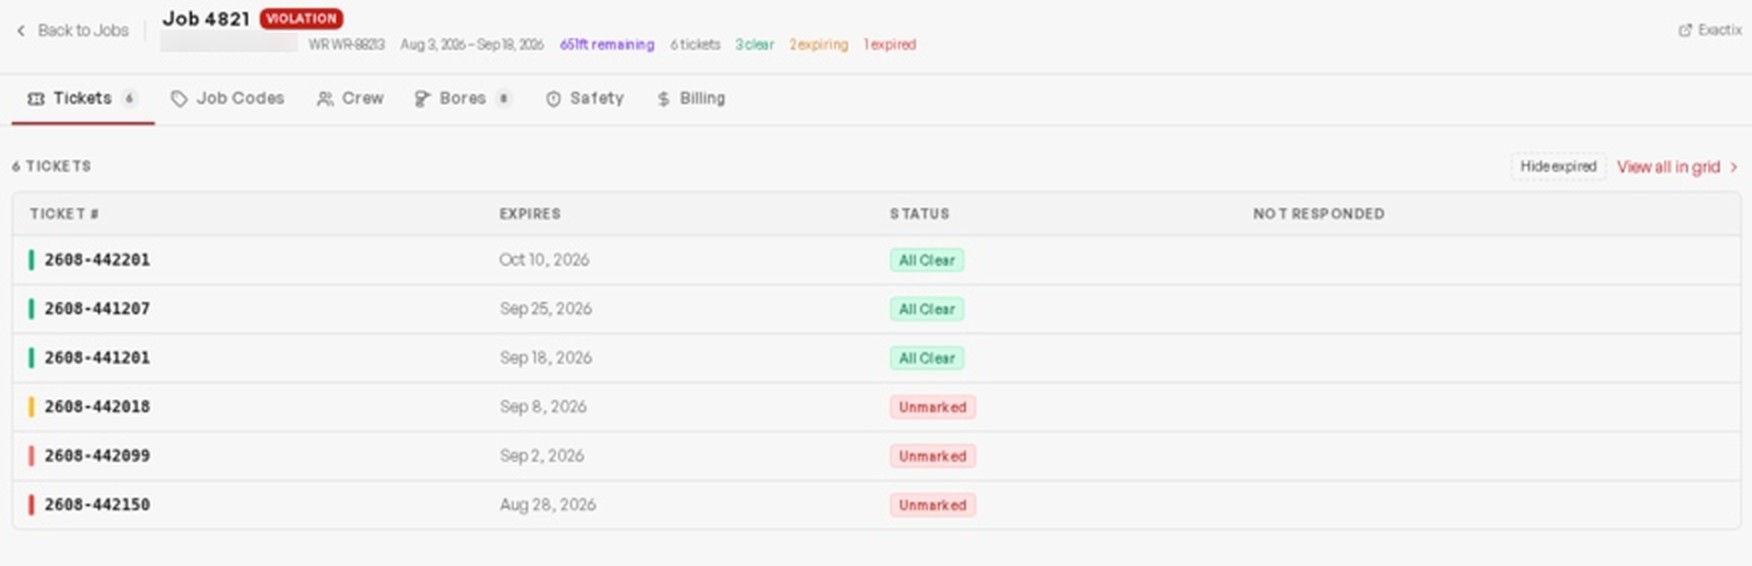 Back to Jobs
Job 4821 VIOLATION
WR WR-88213 Aug 3, 2026 – Sep 18, 2026 651ft remaining 6 tickets 3 clear 2 expiring 1 expired
Exactix
Tickets 6 Job Codes Crew Bores 8 Safety Billing
6 TICKETS Hide expired View all in grid
TICKET # EXPIRES STATUS NOT RESPONDED
2608-442201 Oct 10, 2026 All Clear
2608-441207 Sep 25, 2026 All Clear
2608-441201 Sep 18, 2026 All Clear
2608-442018 Sep 8, 2026 Unmarked
2608-442099 Sep 2, 2026 Unmarked
2608-442150 Aug 28, 2026 Unmarked